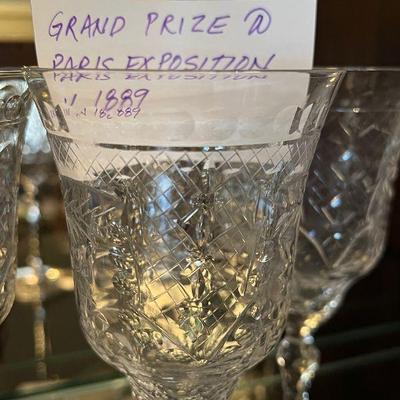 GRAND PRIZE @
PARIS EXPOSITION
1889